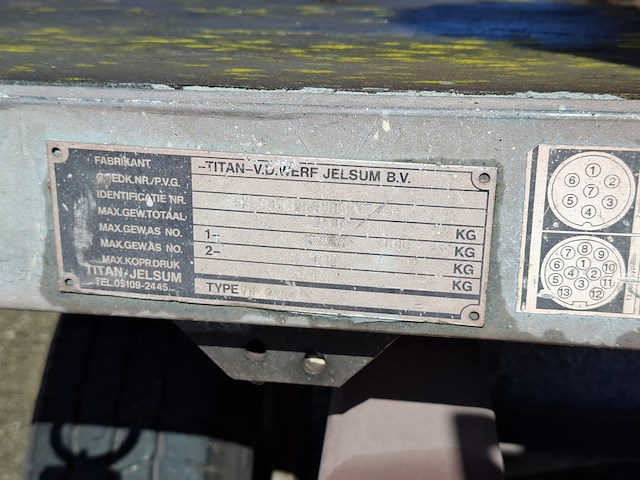 FABRIKANT TITAN-V.D.WERF JELSUM B.V.
GOEDK.NR./P.V.G.
IDENTIFICATIE NR.
MAX.GEW.TOTAAL KG
MAX.GEW.AS NO. 1- KG
MAX.GEW.AS NO. 2- KG
MAX.KOPR.DRUK KG
TITAN-JELSUM
TEL.05109-2445 TYPE
1
6 2
7
5 3
4
8
7 9
6 1 10
5 4 2 11
3
13 12